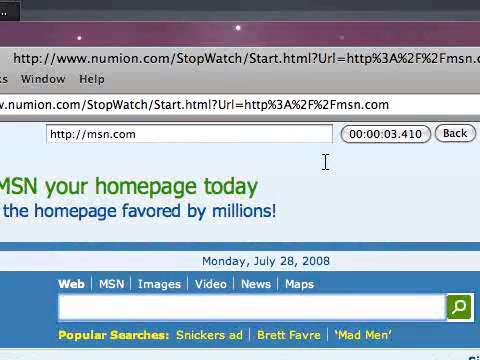 http://www.numion.com/StopWatch/Start.html?Url=http%3A%2F%2Fmsn.c
Window Help
w.numion.com/StopWatch/Start.html?Url=http%3A%2F%2Fmsn.com
http://msn.com 00:00:03.410 Back
MSN your homepage today
the homepage favored by millions!
Monday, July 28, 2008
Web MSN Images Video News Maps
Popular Searches: Snickers ad Brett Favre 'Mad Men'